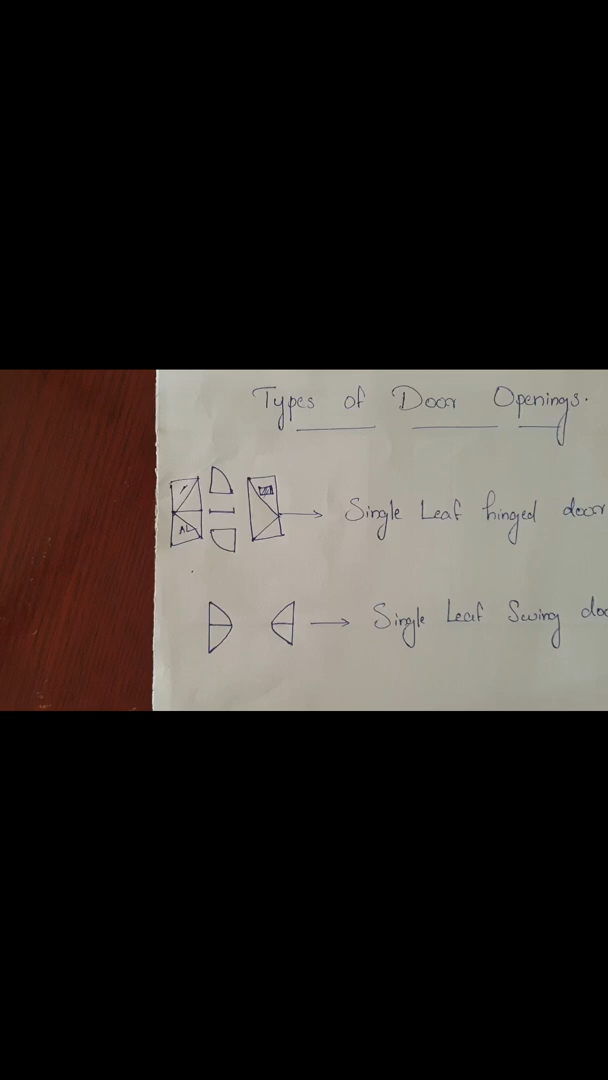 Types of Door Openings.
AL
Single Leaf hinged door
Single Leaf Swing